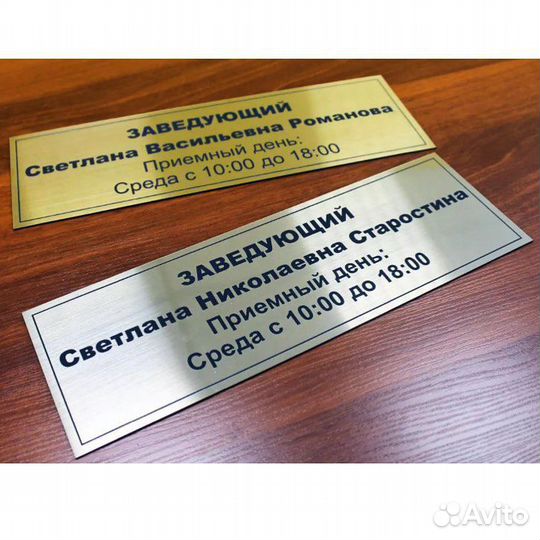 ЗАВЕДУЮЩИЙ
Светлана Васильевна Романова
Приемный день:
Среда с 10:00 до 18:00
ЗАВЕДУЮЩИЙ
Светлана Николаевна Старостина
Приемный день:
Среда с 10:00 до 18:00
Avito